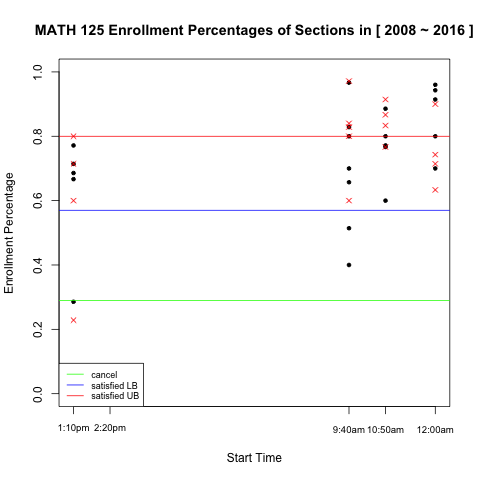 MATH 125 Enrollment Percentages of Sections in [ 2008 ~ 2016 ]
Enrollment Percentage
1.0
0.8
0.6
0.4
0.2
0.0
cancel
satisfied LB
satisfied UB
1:10pm 2:20pm 9:40am 10:50am 12:00am
Start Time